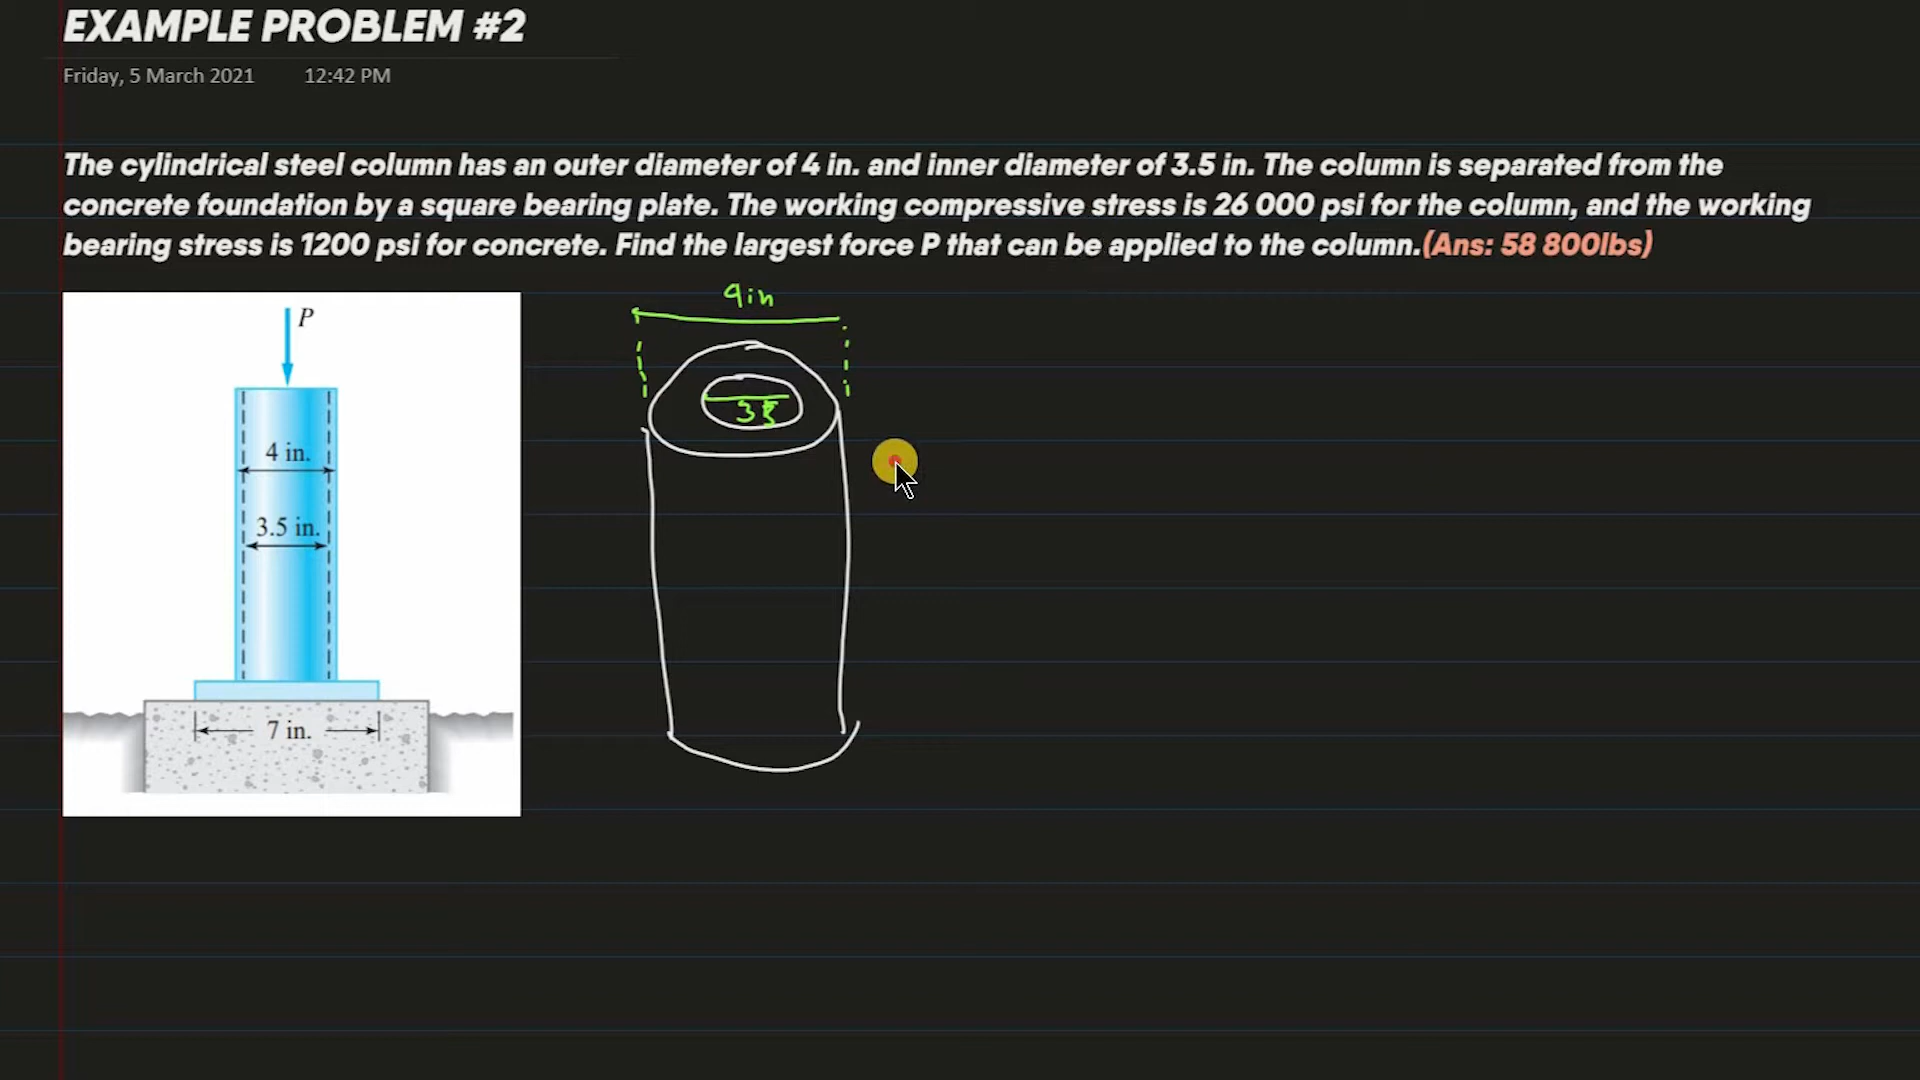 EXAMPLE PROBLEM #2
Friday, 5 March 2021 12:42 PM
The cylindrical steel column has an outer diameter of 4 in. and inner diameter of 3.5 in. The column is separated from the
concrete foundation by a square bearing plate. The working compressive stress is 26 000 psi for the column, and the working
bearing stress is 1200 psi for concrete. Find the largest force P that can be applied to the column.(Ans: 58 800lbs)
P
4 in.
3.5 in.
7 in.
4in